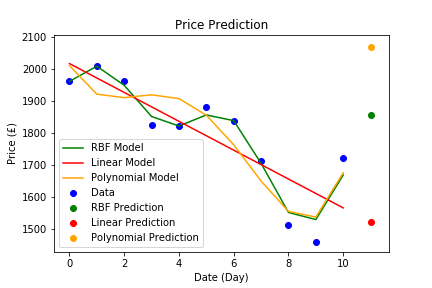 Price Prediction
2100
2000
1900
1800
1700
1600
1500
Price (£)
RBF Model
Linear Model
Polynomial Model
Data
RBF Prediction
Linear Prediction
Polynomial Prediction
0 2 4 6 8 10
Date (Day)